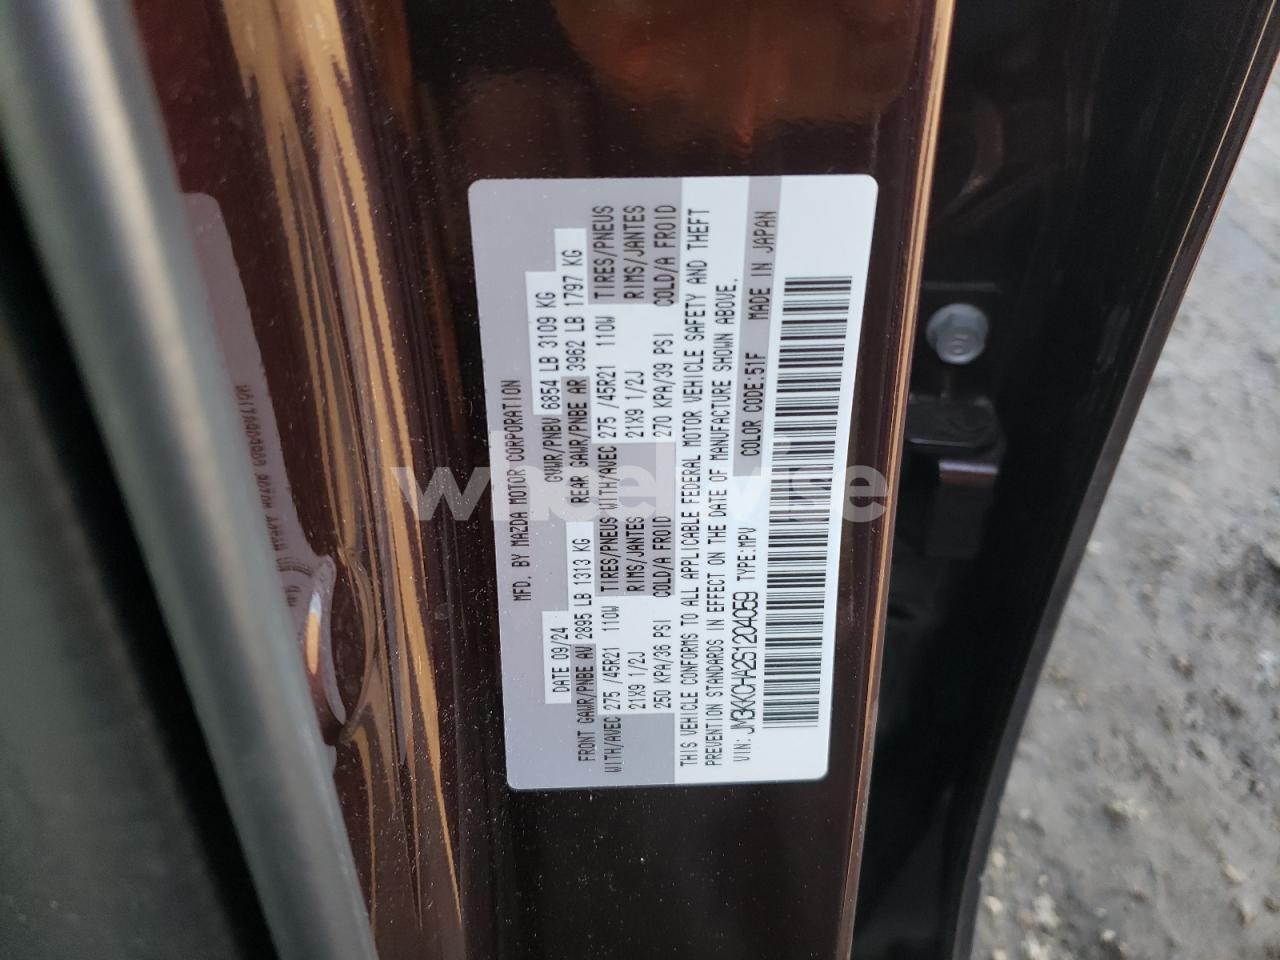 MFD. BY MAZDA MOTOR CORPORATION
DATE 09/24 GVWR/PNBV 6854 LB 3109 KG
FRONT GAWR/PNBE AV 2895 LB 1313 KG REAR GAWR/PNBE AR 3962 LB 1797 KG
WITH/AVEC 275 /45R21 110W TIRES/PNEUS WITH/AVEC 275 /45R21 110W TIRES/PNEUS
21X9 1/2J RIMS/JANTES 21X9 1/2J RIMS/JANTES
250 KPA/36 PSI COLD/A FROID 270 KPA/39 PSI COLD/A FROID
THIS VEHICLE CONFORMS TO ALL APPLICABLE FEDERAL MOTOR VEHICLE SAFETY AND THEFT
PREVENTION STANDARDS IN EFFECT ON THE DATE OF MANUFACTURE SHOWN ABOVE.
VIN: JM3KKCHA2S1204059 TYPE:MPV COLOR CODE:51F MADE IN JAPAN
wheelwise